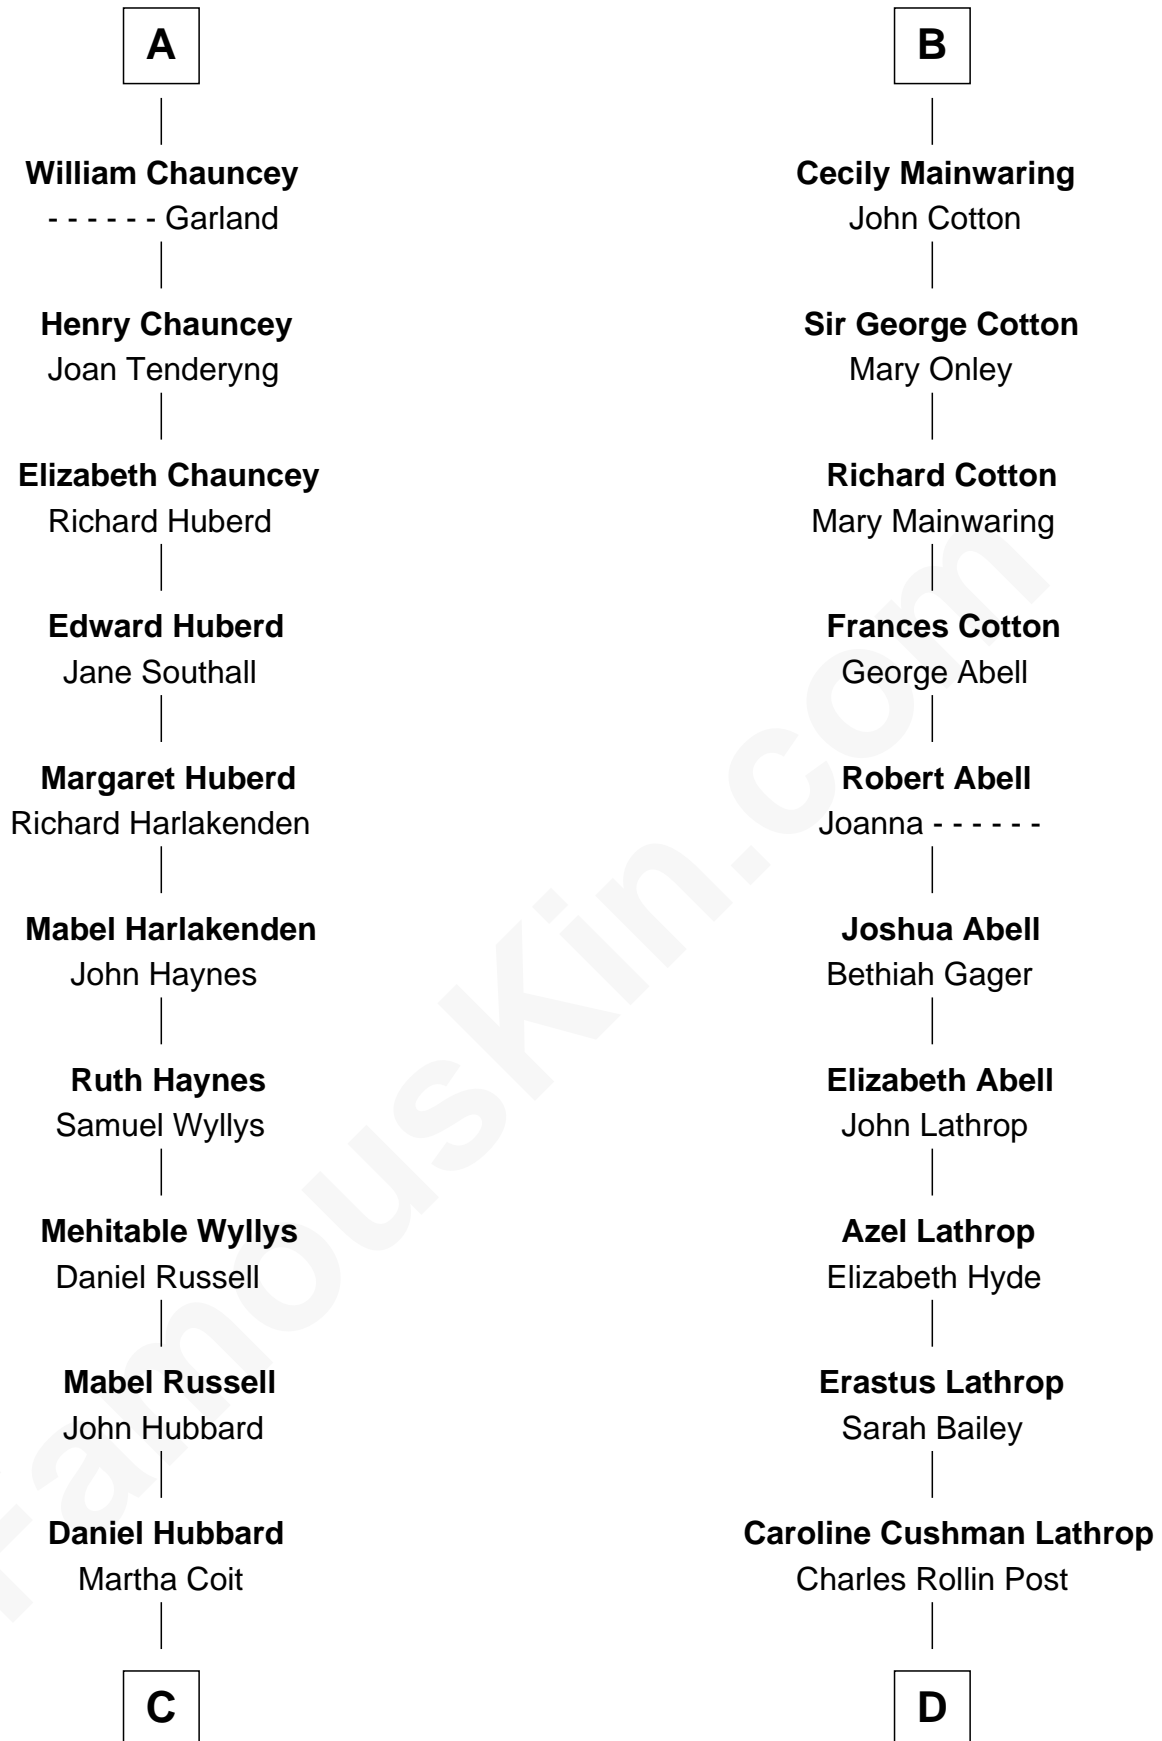 A
William Chauncey
- - - - - - Garland
Henry Chauncey
Joan Tenderyng
Elizabeth Chauncey
Richard Huberd
Edward Huberd
Jane Southall
Margaret Huberd
Richard Harlakenden
Mabel Harlakenden
John Haynes
Ruth Haynes
Samuel Wyllys
Mehitable Wyllys
Daniel Russell
Mabel Russell
John Hubbard
Daniel Hubbard
Martha Coit
C
B
Cecily Mainwaring
John Cotton
Sir George Cotton
Mary Onley
Richard Cotton
Mary Mainwaring
Frances Cotton
George Abell
Robert Abell
Joanna - - - - - -
Joshua Abell
Bethiah Gager
Elizabeth Abell
John Lathrop
Azel Lathrop
Elizabeth Hyde
Erastus Lathrop
Sarah Bailey
Caroline Cushman Lathrop
Charles Rollin Post
D
FamousKin.com